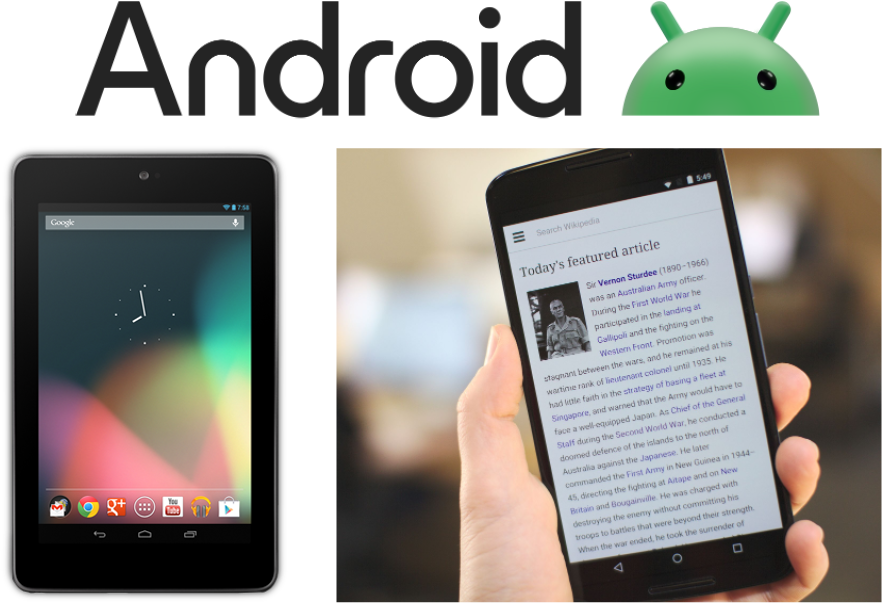 Android
7:58
Google
You
Tube
5:49
Search Wikipedia
Today's featured article
Sir Vernon Sturdee (1890–1966)
was an Australian Army officer.
During the First World War he
participated in the landing at
Gallipoli and the fighting on the
Western Front. Promotion was
stagnant between the wars, and he remained at his
wartime rank of lieutenant colonel until 1935. He
had little faith in the strategy of basing a fleet at
Singapore, and warned that the Army would have to
face a well-equipped Japan. As Chief of the General
Staff during the Second World War, he conducted a
doomed defence of the islands to the north of
Australia against the Japanese. He later
commanded the First Army in New Guinea in 1944–
45, directing the fighting at Aitape and on New
Britain and Bougainville. He was charged with
destroying the enemy without committing his
troops to battles that were beyond their strength.
When the war ended, he took the surrender of